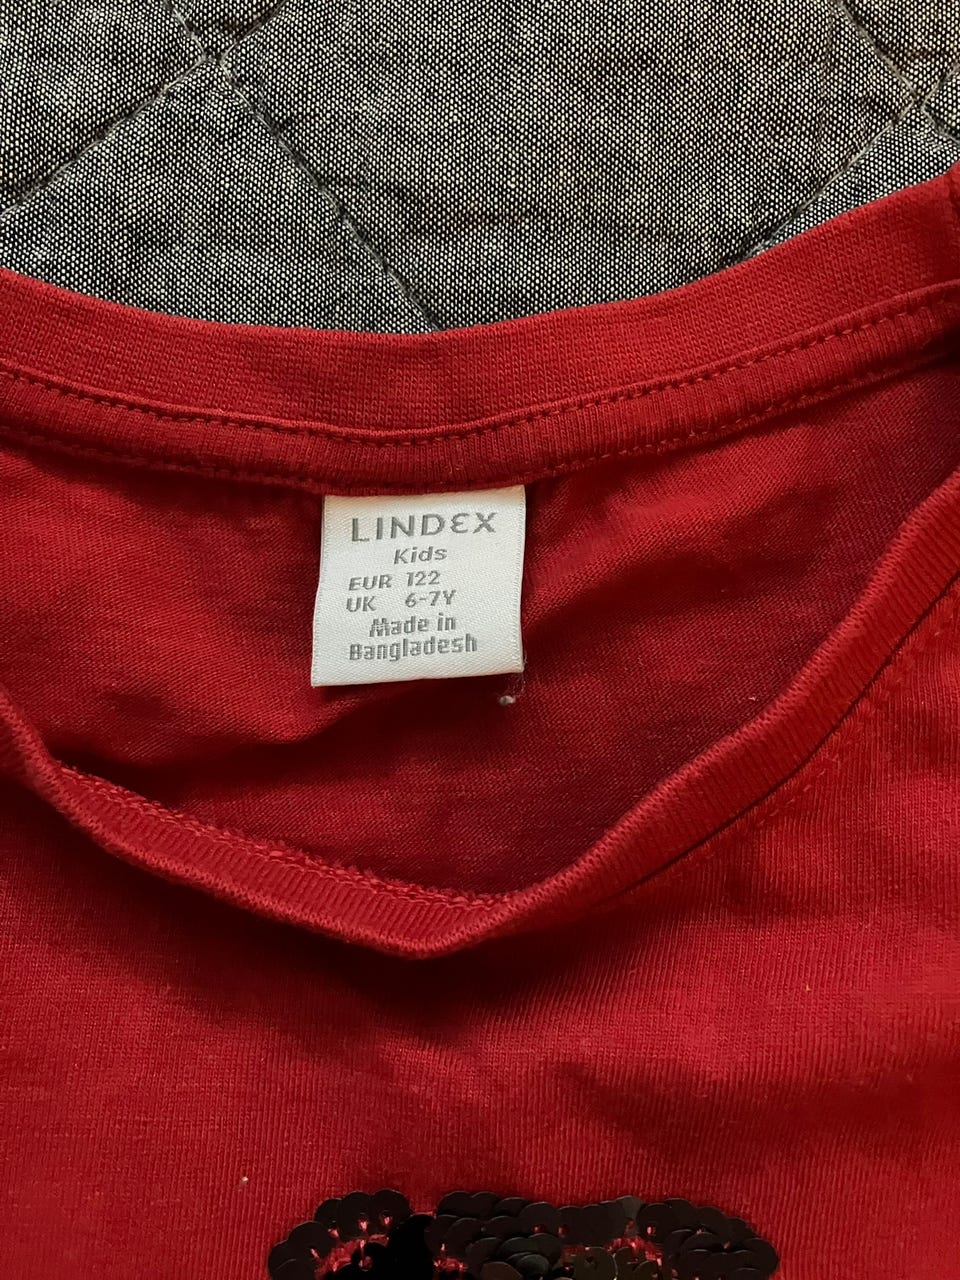 LINDEX
Kids
EUR 122
UK 6-7Y
Made in
Bangladesh